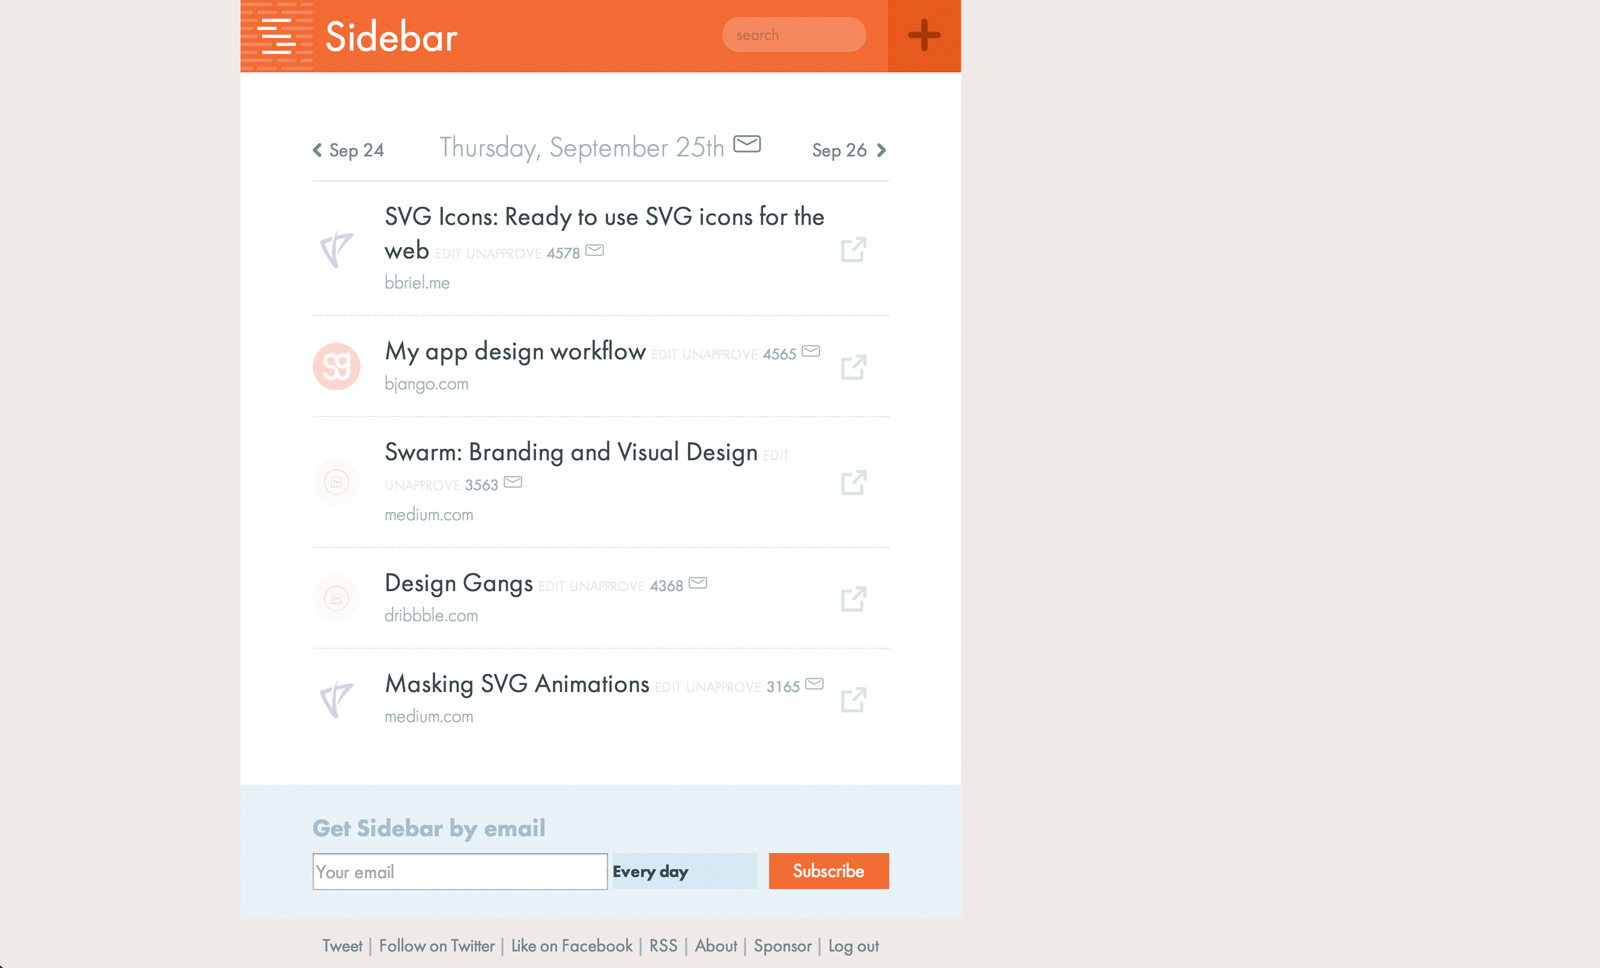 Sidebar
search
Sep 24
Thursday, September 25th
Sep 26
SVG Icons: Ready to use SVG icons for the
web EDIT UNAPPROVE 4578
bbriel.me
My app design workflow EDIT UNAPPROVE 4565
bjango.com
Swarm: Branding and Visual Design EDIT
UNAPPROVE 3563
medium.com
Design Gangs EDIT UNAPPROVE 4368
dribbble.com
Masking SVG Animations EDIT UNAPPROVE 3165
medium.com
Get Sidebar by email
Your email
Every day
Subscribe
Tweet | Follow on Twitter | Like on Facebook | RSS | About | Sponsor | Log out